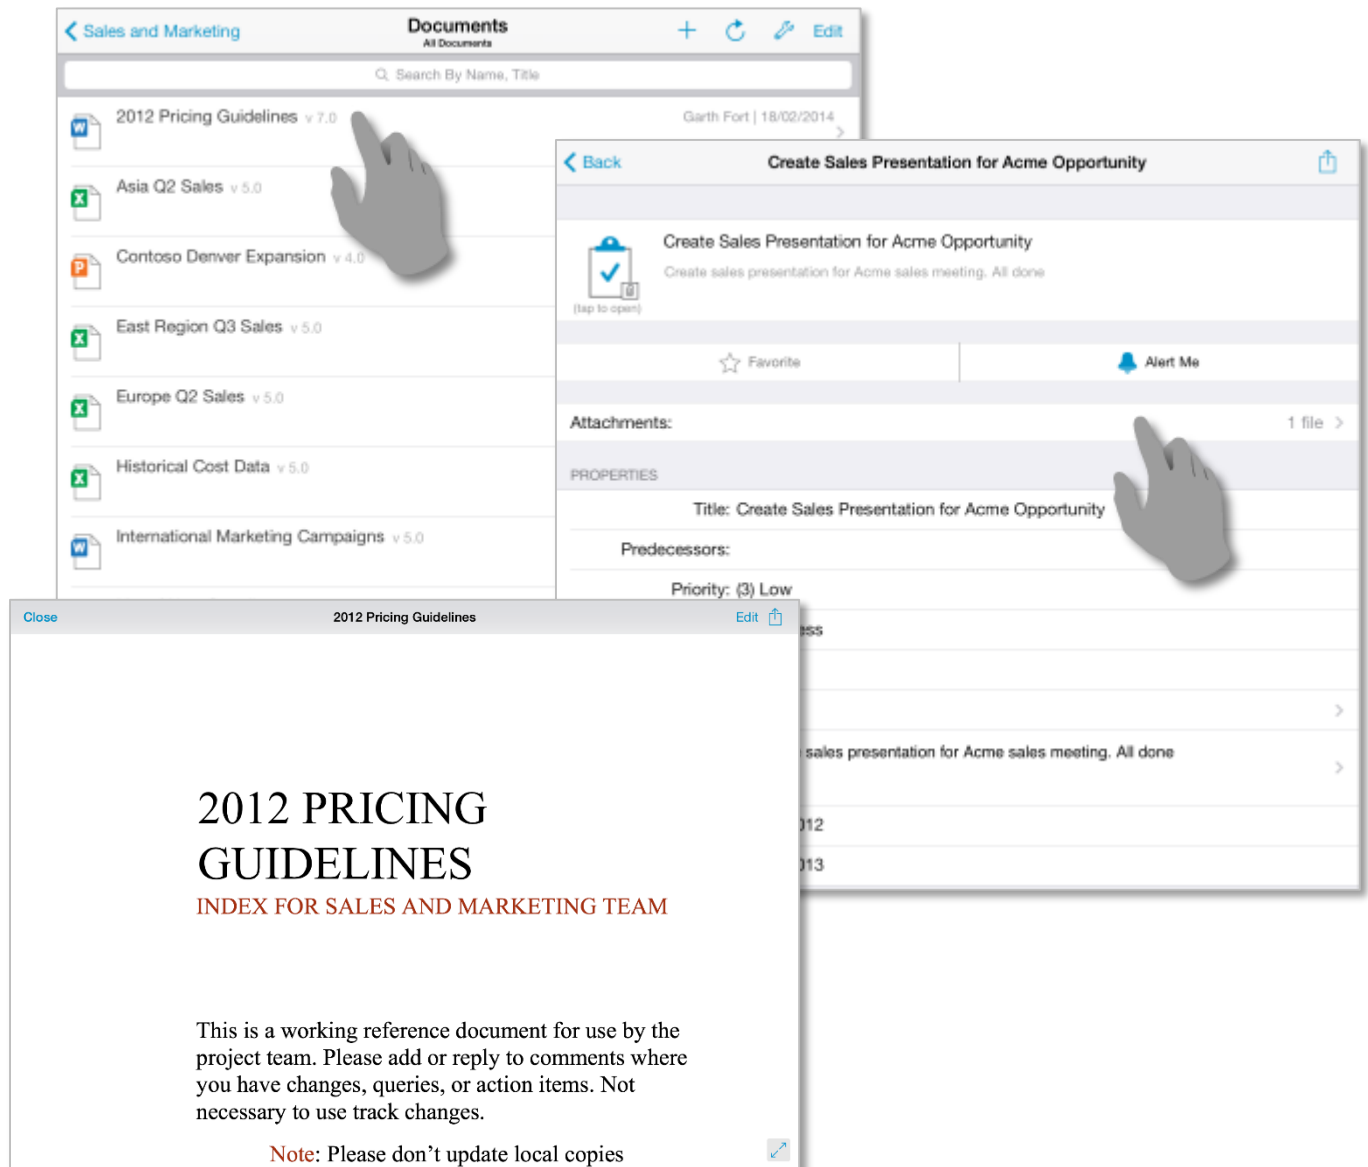 Sales and Marketing
Documents
All Documents
Edit
Search By Name, Title
2012 Pricing Guidelines v 7.0
Garth Fort | 18/02/2014
Asia Q2 Sales v 5.0
Contoso Denver Expansion v 4.0
East Region Q3 Sales v 5.0
Europe Q2 Sales v 5.0
Historical Cost Data v 5.0
International Marketing Campaigns v 5.0
Back
Create Sales Presentation for Acme Opportunity
Create Sales Presentation for Acme Opportunity
Create sales presentation for Acme sales meeting. All done
(tap to open)
Favorite
Alert Me
Attachments:
1 file
PROPERTIES
Title: Create Sales Presentation for Acme Opportunity
Predecessors:
Priority: (3) Low
ess
sales presentation for Acme sales meeting. All done
012
013
Close
2012 Pricing Guidelines
Edit
2012 PRICING
GUIDELINES
INDEX FOR SALES AND MARKETING TEAM
This is a working reference document for use by the
project team. Please add or reply to comments where
you have changes, queries, or action items. Not
necessary to use track changes.
Note: Please don’t update local copies